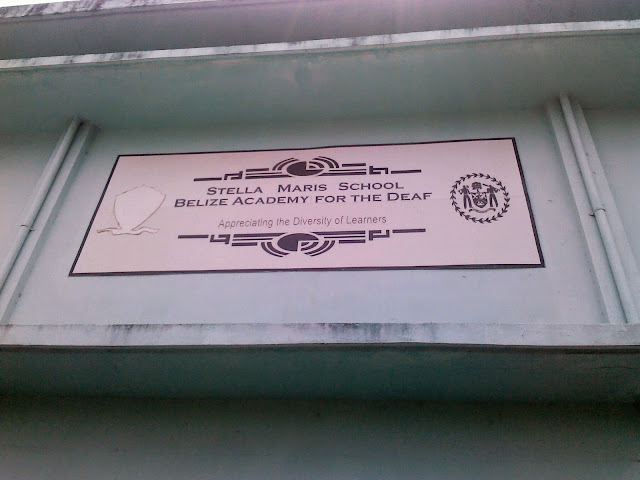 Stella Maris School
Belize Academy for the Deaf
Appreciating the Diversity of Learners